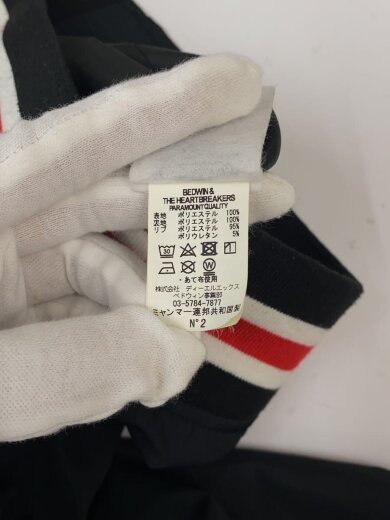 BEDWIN &
THE HEARTBREAKERS
PARAMOUNT QUALITY
表地 ポリエステル 100%
裏地 ポリエステル 100%
リブ ポリエステル 95%
ポリウレタン 5%
30
・あて布使用
株式会社 ディーエルエックス
ベドウィン事業部
03-5784-7877
ミャンマー連邦共和国製
N°2